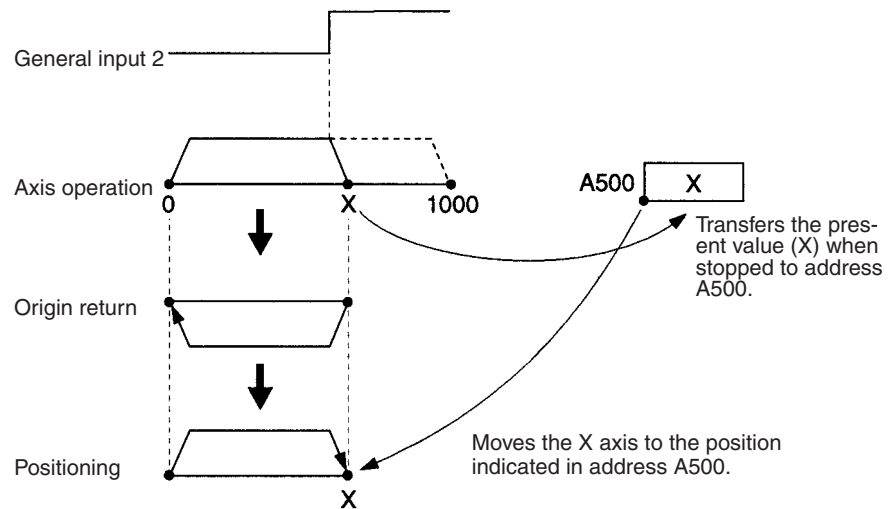 General input 2
Axis operation
0
X
1000
A500
X
Transfers the pres-
ent value (X) when
stopped to address
A500.
Origin return
Positioning
X
Moves the X axis to the position
indicated in address A500.